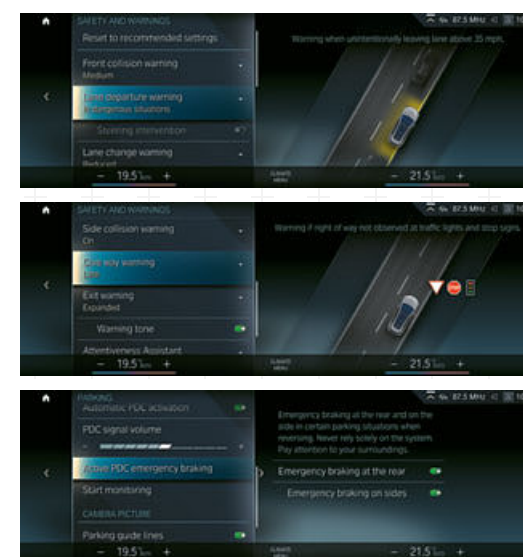 SAFETY AND WARNINGS
87.5 MHz
Reset to recommended settings
Warning when unintentionally leaving lane above 35 mph.
Front collision warning
Medium
Lane departure warning
In dangerous situations
Steering intervention
Lane change warning
Reduced
- 19.5 +
CLIMATE
MENU
- 21.5 +
SAFETY AND WARNINGS
87.5 MHz
Side collision warning
On
Warning if right of way not observed at traffic lights and stop signs.
Give way warning
Exit warning
Expanded
Warning tone
Attentiveness Assistant
- 19.5 +
CLIMATE
MENU
- 21.5 +
PARKING
87.5 MHz
Automatic PDC activation
PDC signal volume
- +
Active PDC emergency braking
Start monitoring
CAMERA PICTURE
Parking guide lines
Emergency braking at the rear and on the
side in certain parking situations when
reversing. Never rely solely on the system.
Pay attention to your surroundings.
Emergency braking at the rear
Emergency braking on sides
- 19.5 +
CLIMATE
MENU
- 21.5 +